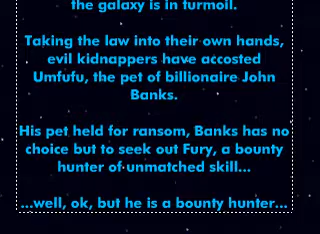 the galaxy is in turmoil.
Taking the law into their own hands,
evil kidnappers have accosted
Umfufu, the pet of billionaire John
Banks.
His pet held for ransom, Banks has no
choice but to seek out Fury, a bounty
hunter of unmatched skill...
...well, ok, but he is a bounty hunter...